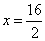 x = 16/2